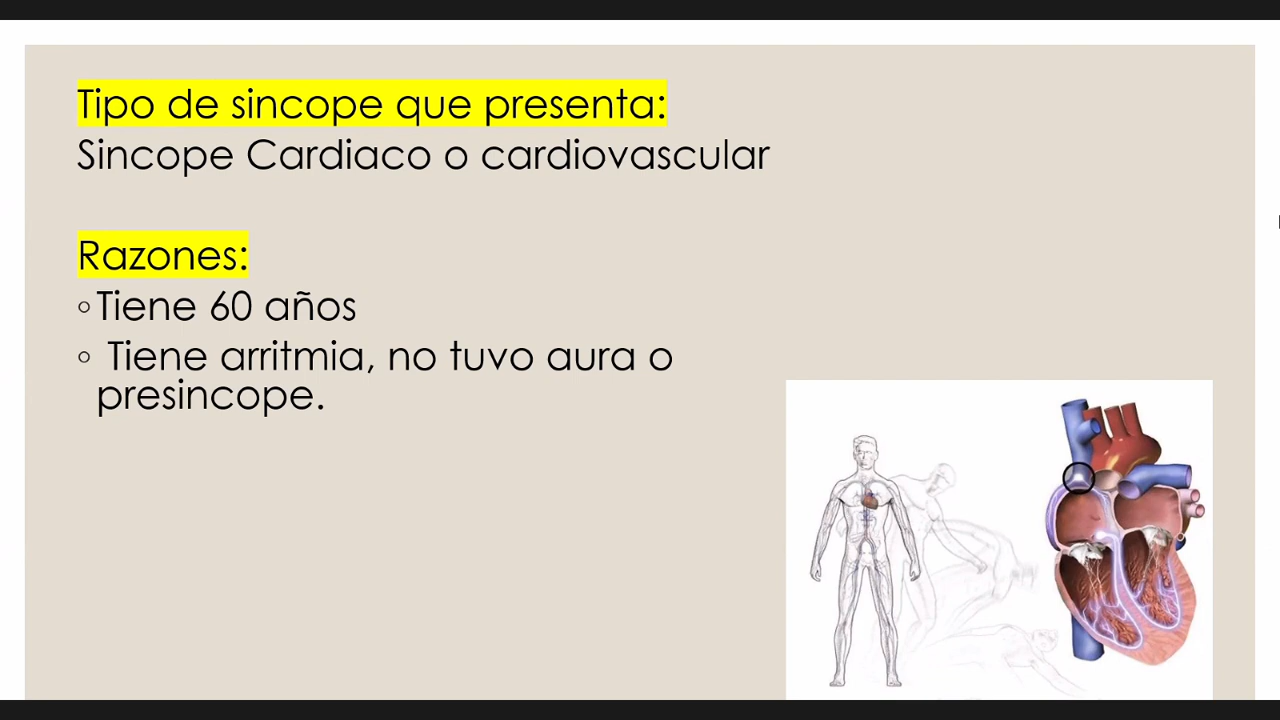 Tipo de sincope que presenta:
Sincope Cardiaco o cardiovascular
Razones:
◦Tiene 60 años
◦ Tiene arritmia, no tuvo aura o
presincope.